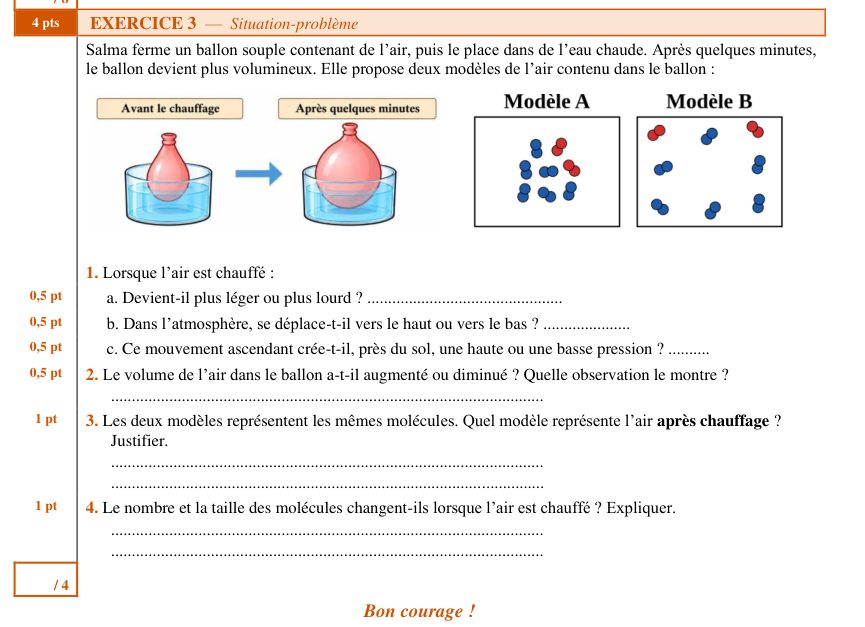 4 pts
EXERCICE 3 — Situation-problème
Salma ferme un ballon souple contenant de l’air, puis le place dans de l’eau chaude. Après quelques minutes,
le ballon devient plus volumineux. Elle propose deux modèles de l’air contenu dans le ballon :
Avant le chauffage
Après quelques minutes
Modèle A
Modèle B
1. Lorsque l’air est chauffé :
0,5 pt
a. Devient-il plus léger ou plus lourd ? ...............................................
0,5 pt
b. Dans l’atmosphère, se déplace-t-il vers le haut ou vers le bas ? .....................
0,5 pt
c. Ce mouvement ascendant crée-t-il, près du sol, une haute ou une basse pression ? ..........
0,5 pt
2. Le volume de l’air dans le ballon a-t-il augmenté ou diminué ? Quelle observation le montre ?
........................................................................................................
1 pt
3. Les deux modèles représentent les mêmes molécules. Quel modèle représente l’air après chauffage ?
Justifier.
........................................................................................................
........................................................................................................
1 pt
4. Le nombre et la taille des molécules changent-ils lorsque l’air est chauffé ? Expliquer.
........................................................................................................
........................................................................................................
/ 4
Bon courage !